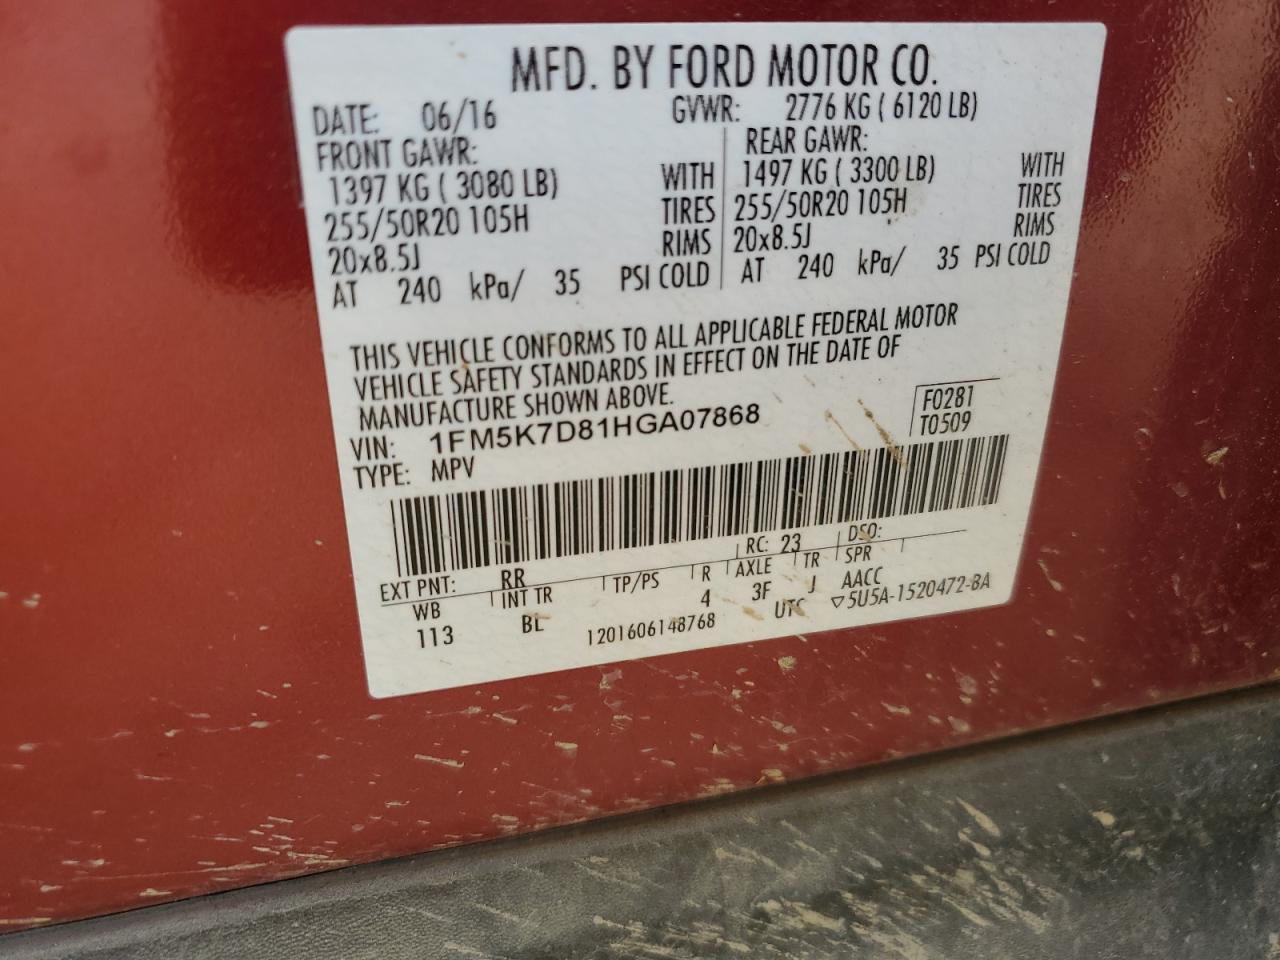 MFD. BY FORD MOTOR CO.
DATE: 06/16 GVWR: 2776 KG ( 6120 LB)
FRONT GAWR: REAR GAWR:
1397 KG ( 3080 LB) WITH 1497 KG ( 3300 LB) WITH
255/50R20 105H TIRES 255/50R20 105H TIRES
20x8.5J RIMS 20x8.5J RIMS
AT 240 kPa/ 35 PSI COLD AT 240 kPa/ 35 PSI COLD
THIS VEHICLE CONFORMS TO ALL APPLICABLE FEDERAL MOTOR
VEHICLE SAFETY STANDARDS IN EFFECT ON THE DATE OF
MANUFACTURE SHOWN ABOVE.
VIN: 1FM5K7D81HGA07868
TYPE: MPV
F0281
T0509
EXT PNT: RR RC: 23 DSO:
WB INT TR TP/PS R AXLE TR SPR
113 BL 4 3F J AACC
1201606148768 UTC ▽5U5A-1520472-BA